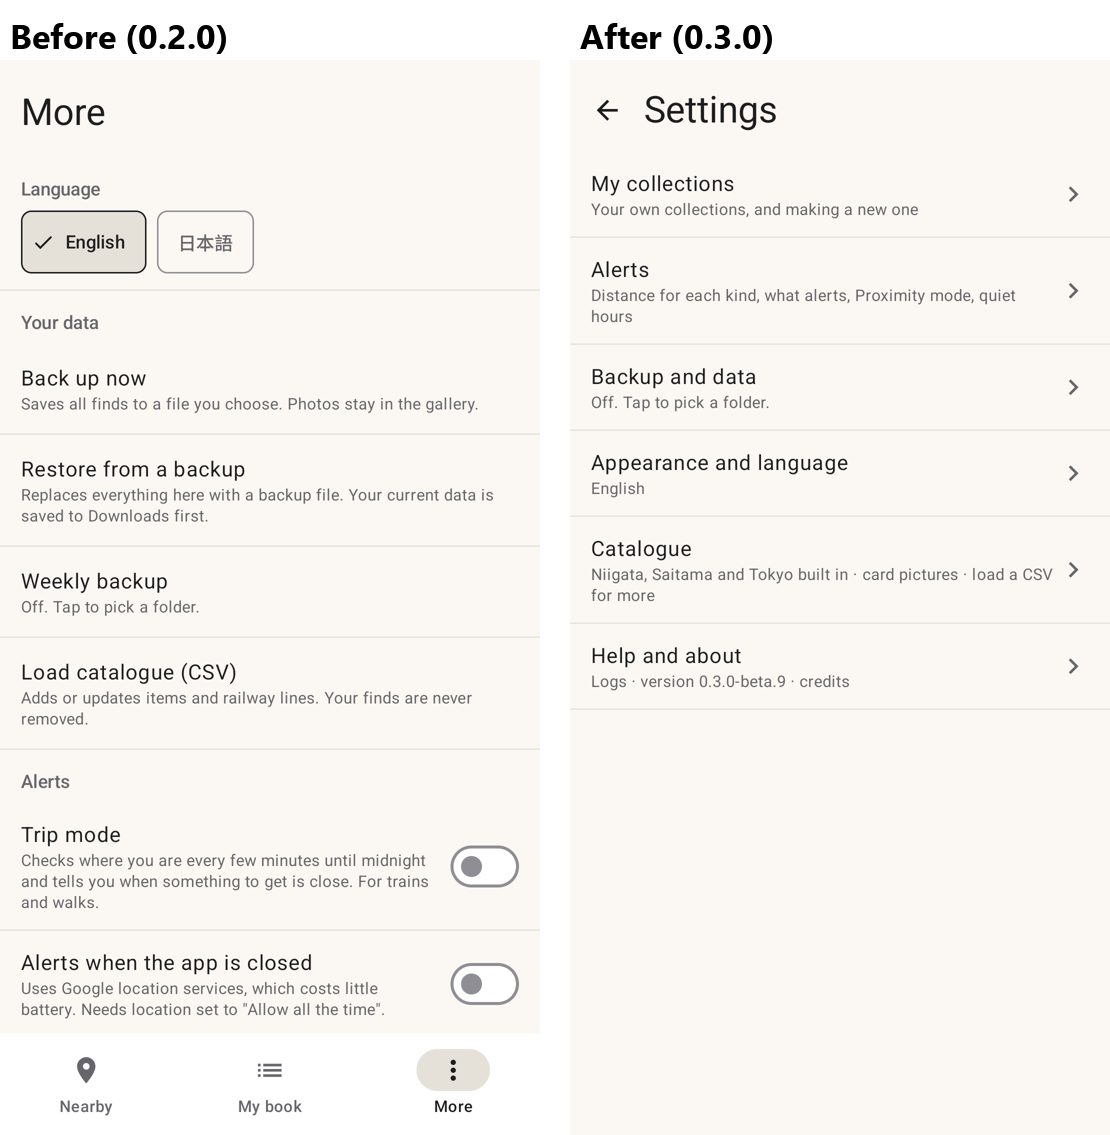 Before (0.2.0)
More
Language
English
日本語
Your data
Back up now
Saves all finds to a file you choose. Photos stay in the gallery.
Restore from a backup
Replaces everything here with a backup file. Your current data is
saved to Downloads first.
Weekly backup
Off. Tap to pick a folder.
Load catalogue (CSV)
Adds or updates items and railway lines. Your finds are never
removed.
Alerts
Trip mode
Checks where you are every few minutes until midnight
and tells you when something to get is close. For trains
and walks.
Alerts when the app is closed
Uses Google location services, which costs little
battery. Needs location set to "Allow all the time".
Nearby
My book
More
After (0.3.0)
Settings
My collections
Your own collections, and making a new one
Alerts
Distance for each kind, what alerts, Proximity mode, quiet
hours
Backup and data
Off. Tap to pick a folder.
Appearance and language
English
Catalogue
Niigata, Saitama and Tokyo built in · card pictures · load a CSV
for more
Help and about
Logs · version 0.3.0-beta.9 · credits